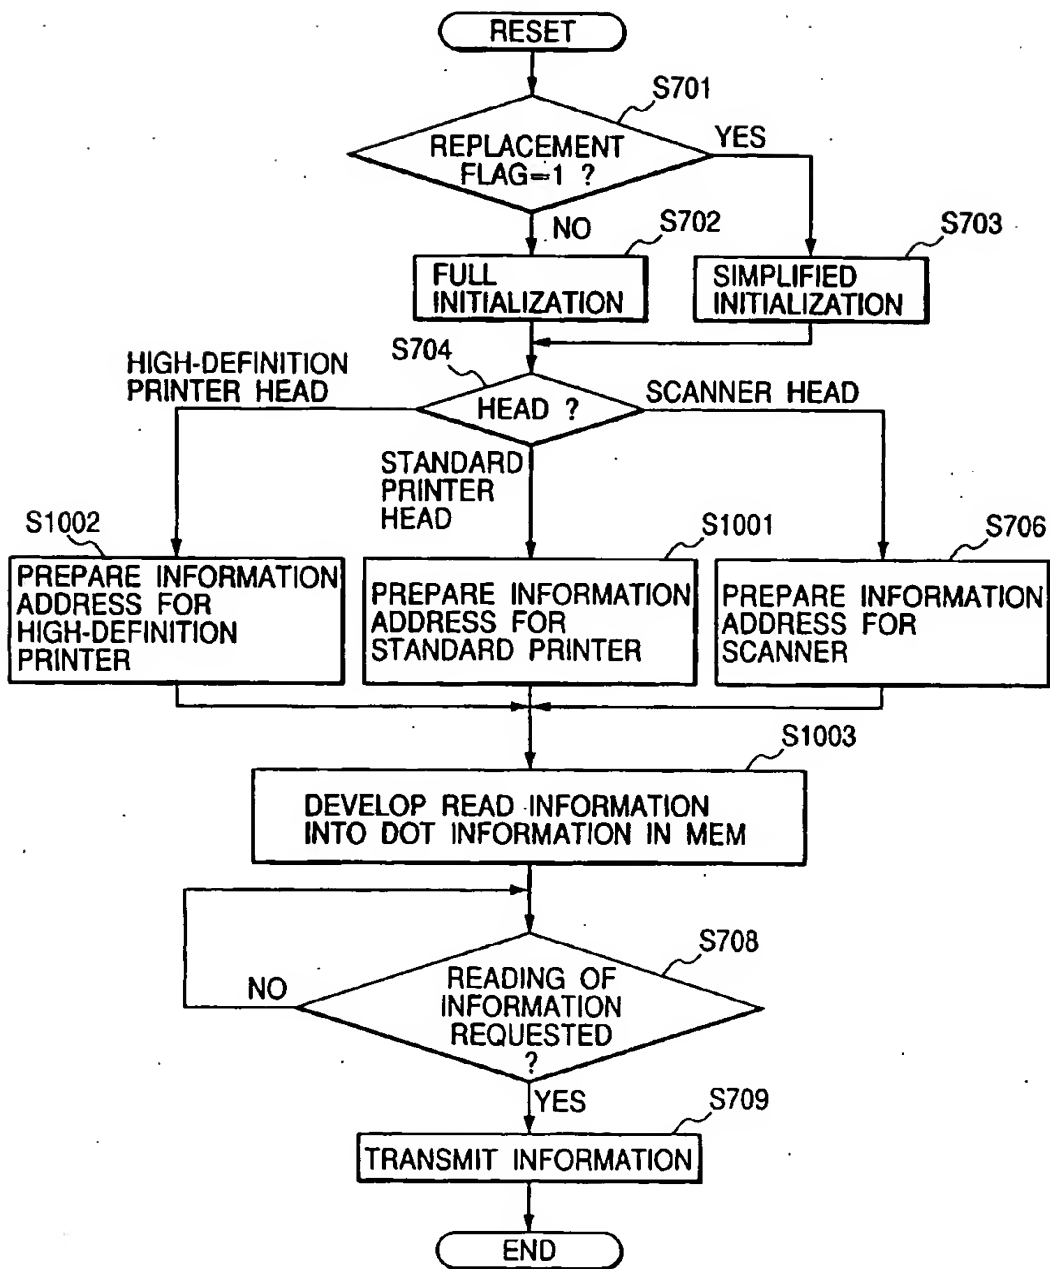 RESET
S701
REPLACEMENT
FLAG=1 ?
YES
NO
S702
S703
FULL
INITIALIZATION
SIMPLIFIED
INITIALIZATION
S704
HIGH-DEFINITION
PRINTER HEAD
HEAD ?
SCANNER HEAD
STANDARD
PRINTER
HEAD
S1002
S1001
S706
PREPARE INFORMATION
ADDRESS FOR
HIGH-DEFINITION
PRINTER
PREPARE INFORMATION
ADDRESS FOR
STANDARD PRINTER
PREPARE INFORMATION
ADDRESS FOR
SCANNER
S1003
DEVELOP READ INFORMATION
INTO DOT INFORMATION IN MEM
S708
NO
READING OF
INFORMATION
REQUESTED
?
YES
S709
TRANSMIT INFORMATION
END